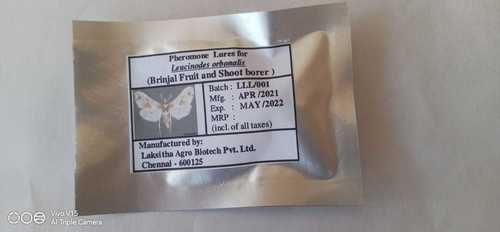 Pheromone Lures for
Leucinodes orbonalis
(Brinjal Fruit and Shoot borer )
Batch : LLL/001
Mfg. : APR /2021
Exp. : MAY /2022
MRP :
(incl. of all taxes)
Manufactured by:
Laksitha Agro Biotech Pvt. Ltd.
Chennai - 600125
Vivo V15
AI Triple Camera